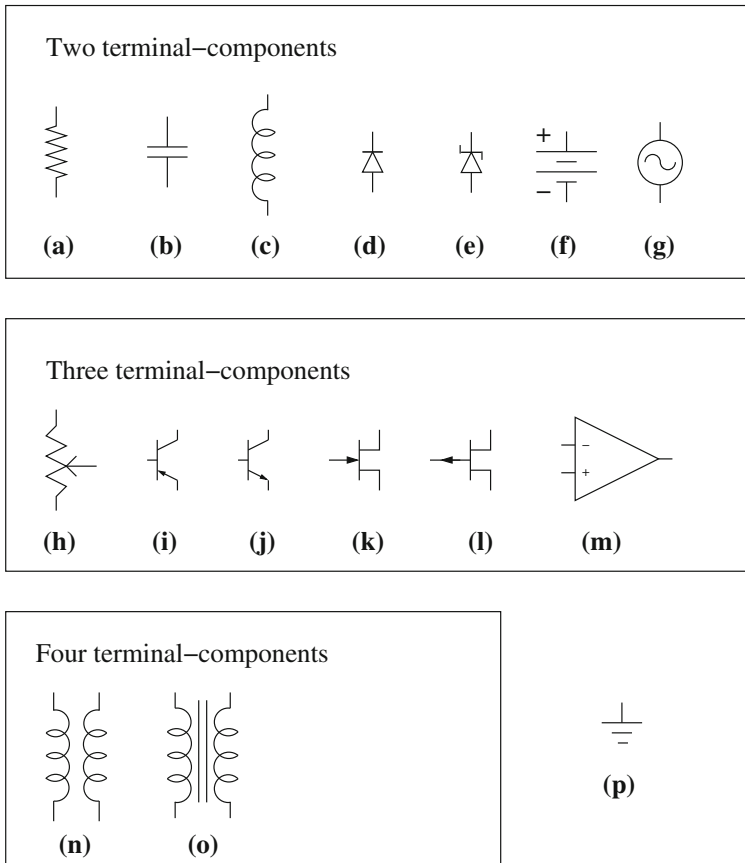 Two terminal−components
+
−
(a) (b) (c) (d) (e) (f) (g)
Three terminal−components
−
+
(h) (i) (j) (k) (l) (m)
Four terminal−components
(n) (o)
(p)